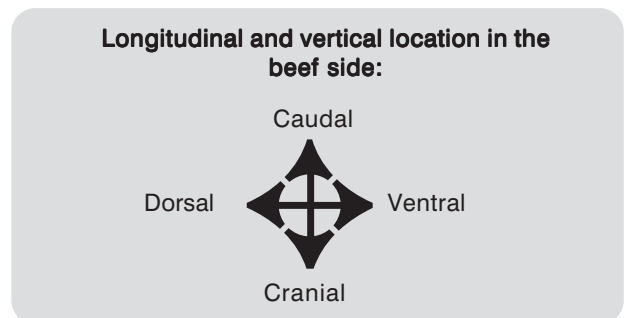 Longitudinal and vertical location in the
beef side:
Caudal
Dorsal
Ventral
Cranial